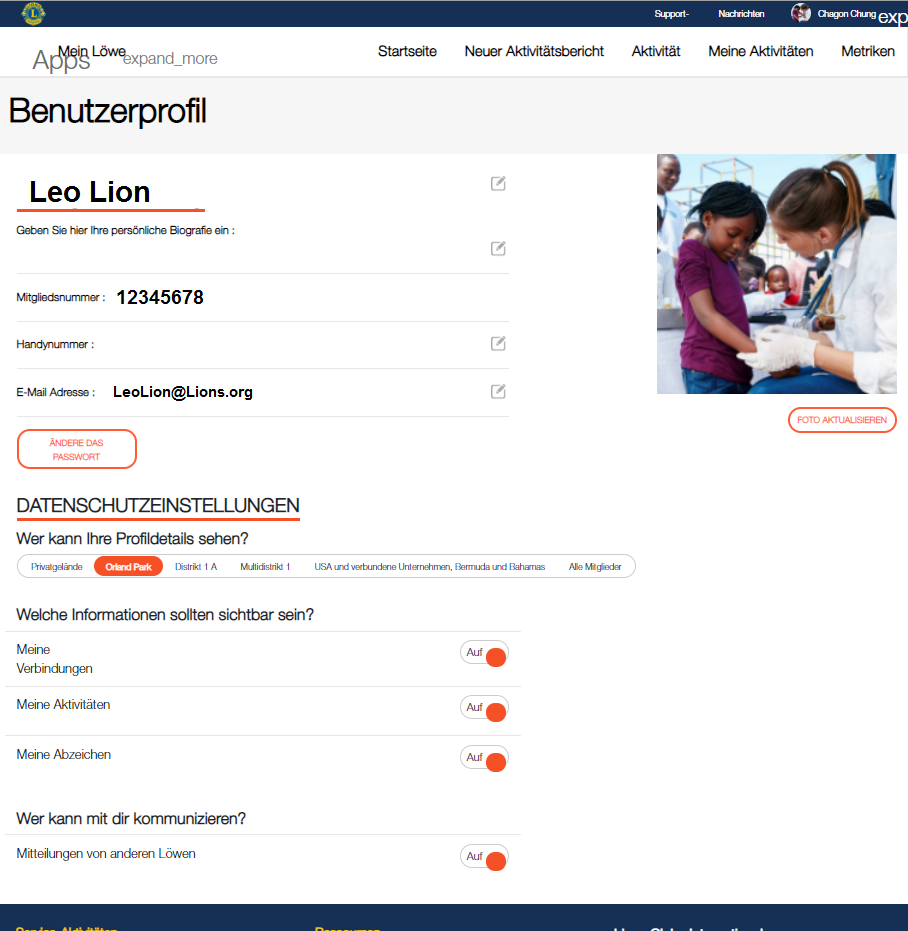 Support-
Nachrichten
Chagon Chung
exp
Mein Löwe
Apps
expand_more
Startseite
Neuer Aktivitätsbericht
Aktivität
Meine Aktivitäten
Metriken
Benutzerprofil
Leo Lion
Geben Sie hier Ihre persönliche Biografie ein :
Mitgliedsnummer : 12345678
Handynummer :
E-Mail Adresse : LeoLion@Lions.org
FOTO AKTUALISIEREN
ÄNDERE DAS
PASSWORT
DATENSCHUTZEINSTELLUNGEN
Wer kann Ihre Profildetails sehen?
Privatgelände Orland Park Distrikt 1 A Multidistrikt 1 USA und verbundene Unternehmen, Bermuda und Bahamas Alle Mitglieder
Welche Informationen sollten sichtbar sein?
Meine
Verbindungen
Auf
Meine Aktivitäten Auf
Meine Abzeichen Auf
Wer kann mit dir kommunizieren?
Mitteilungen von anderen Löwen Auf